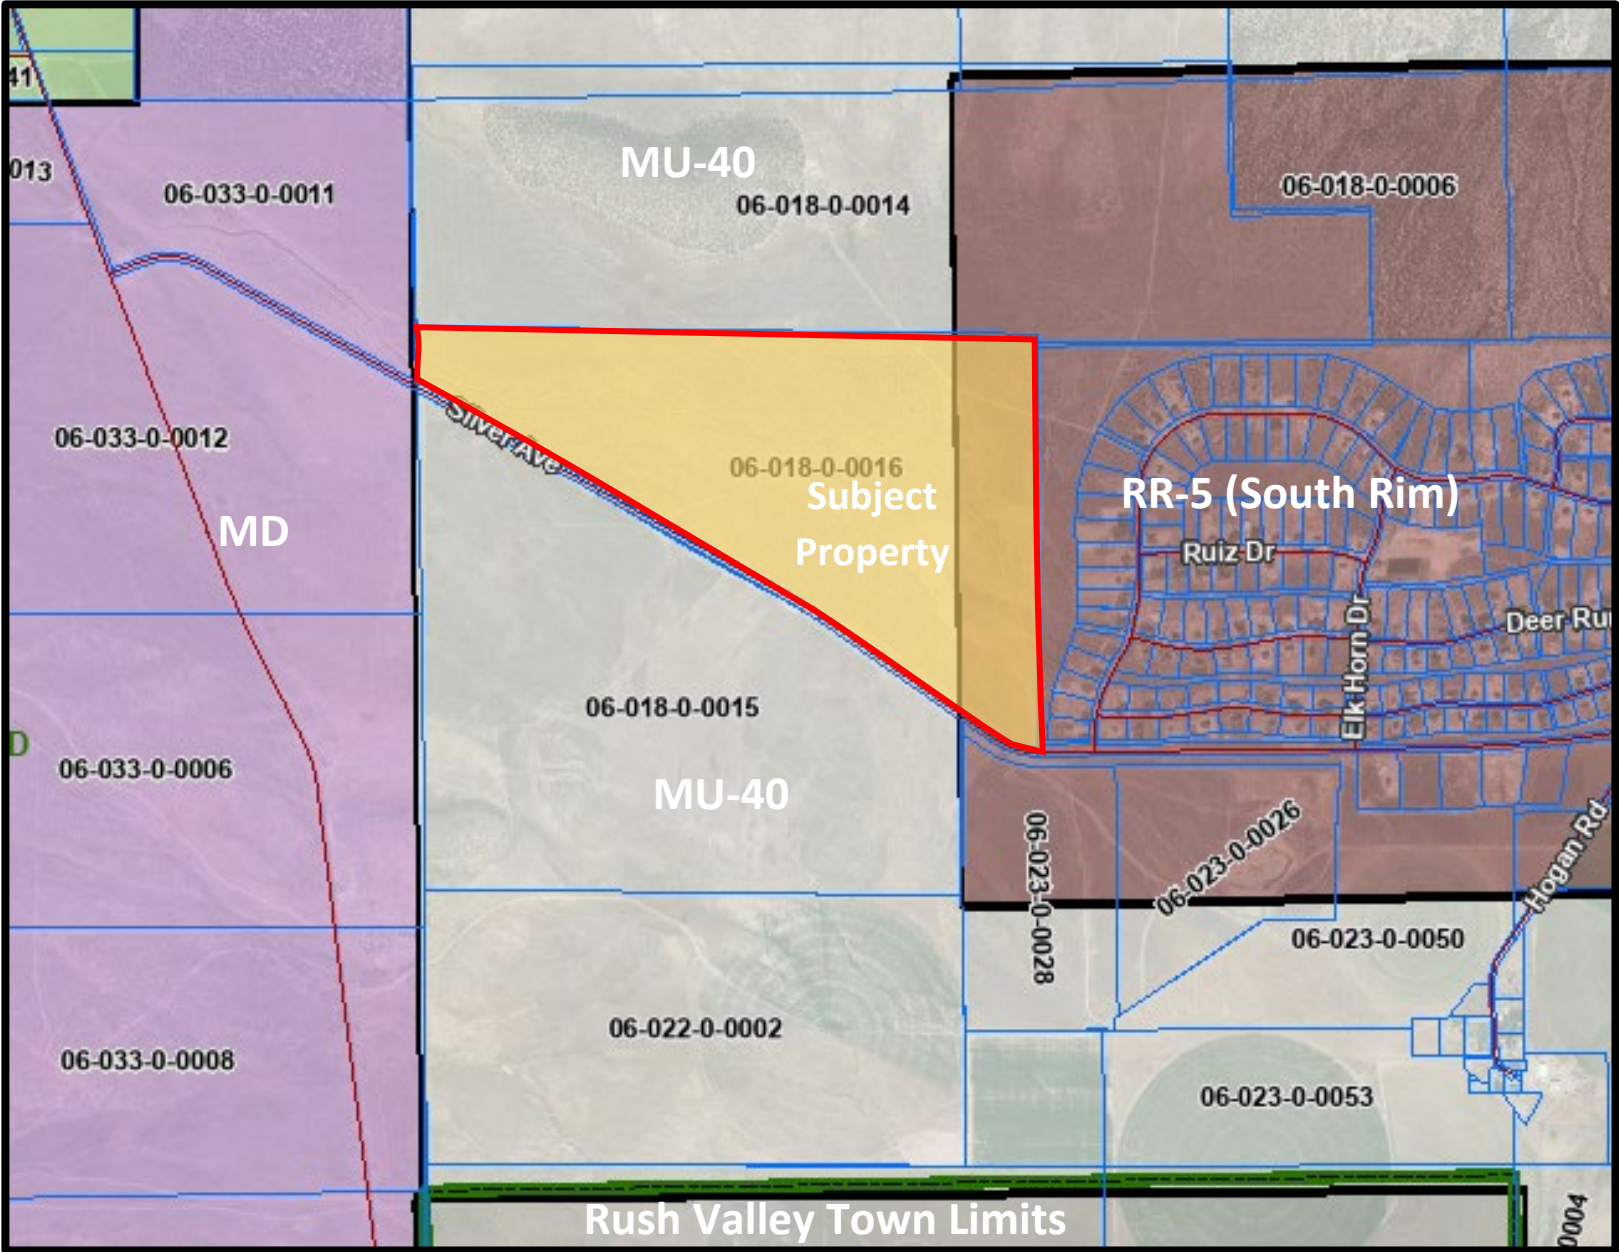 41
013
06-033-0-0011
MU-40
06-018-0-0014
06-018-0-0006
06-033-0-0012
Silver Ave
06-018-0-0016
Subject
Property
RR-5 (South Rim)
MD
Ruiz Dr
Elk Horn Dr
Deer Ru
06-018-0-0015
D
06-033-0-0006
MU-40
06-023-0-0028
06-023-0-0026
Hogan Rd
06-023-0-0050
06-022-0-0002
06-033-0-0008
06-023-0-0053
Rush Valley Town Limits
0004